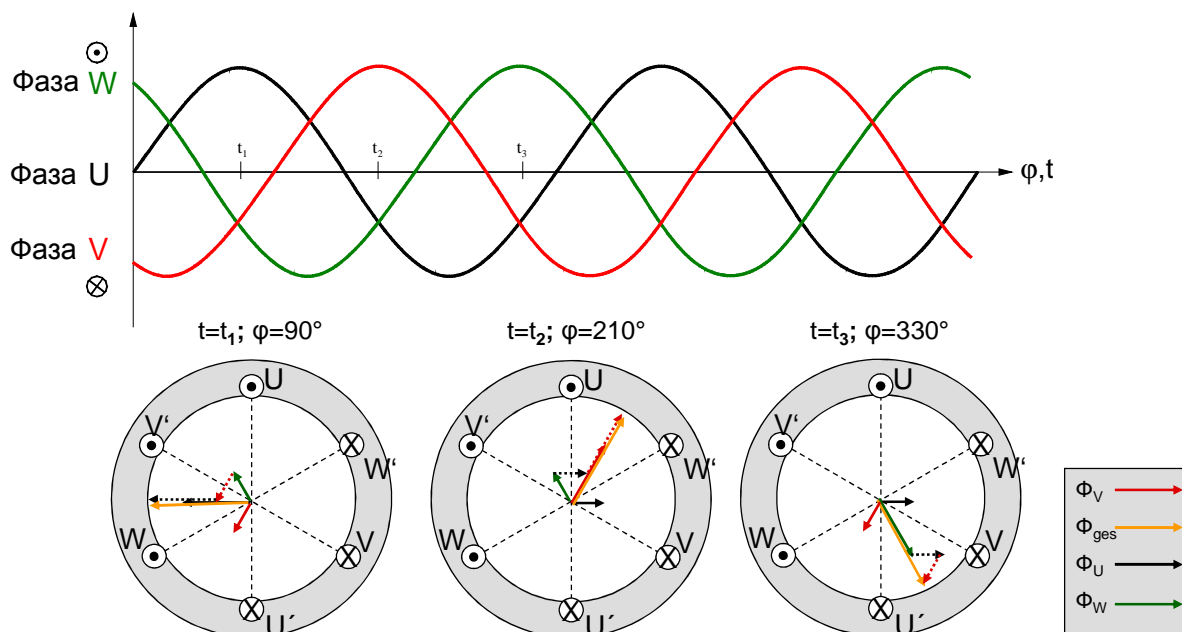 Фаза W
t₁
t₂
t₃
Фаза U
φ,t
Фаза V
t=t₁; φ=90°
t=t₂; φ=210°
t=t₃; φ=330°
U
V‘
W“
W
V
U´
U
V‘
W“
W
V
U´
U
V‘
W“
W
V
U´
Φ_V
Φ_ges
Φ_U
Φ_W